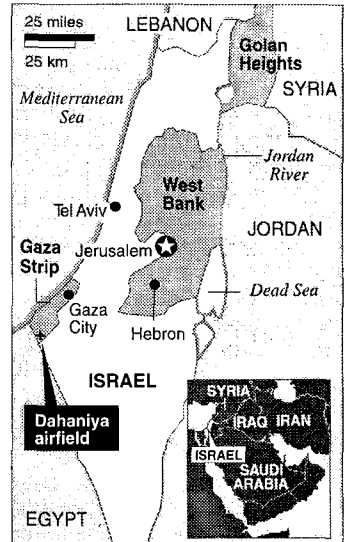 25 miles
25 km
LEBANON
Golan
Heights
SYRIA
Mediterranean
Sea
Jordan
River
West
Bank
Tel Aviv
JORDAN
Gaza
Strip
Jerusalem
Gaza
City
Dead Sea
Hebron
ISRAEL
Dahaniya
airfield
EGYPT
SYRIA
IRAQ
IRAN
ISRAEL
SAUDI
ARABIA